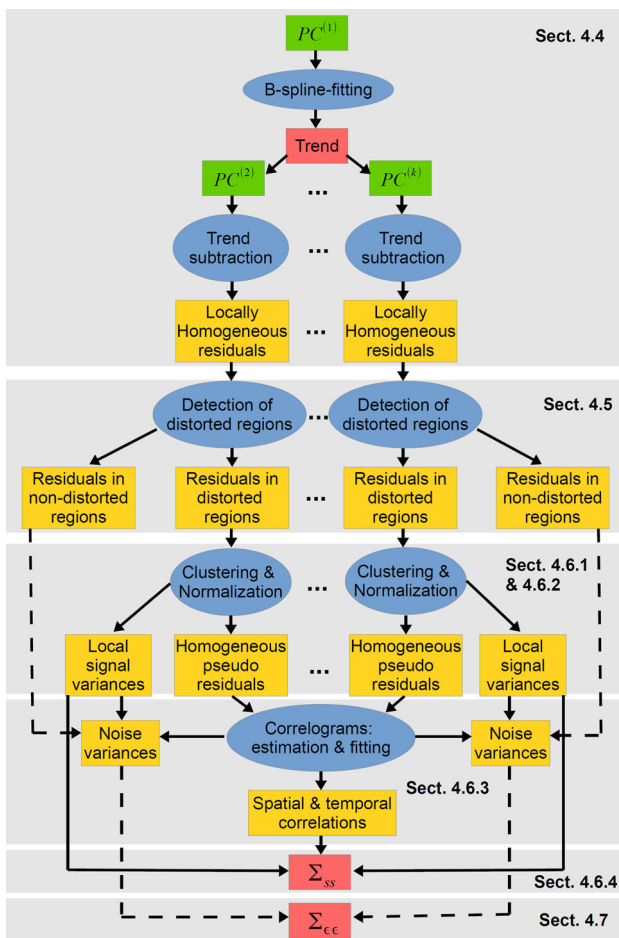 PC(1)
Sect. 4.4
B-spline-fitting
Trend
PC(2)
...
PC(k)
Trend
subtraction
...
Trend
subtraction
Locally
Homogeneous
residuals
...
Locally
Homogeneous
residuals
Detection of
distorted regions
...
Detection of
distorted regions
Sect. 4.5
Residuals in
non-distorted
regions
Residuals in
distorted
regions
...
Residuals in
distorted
regions
Residuals in
non-distorted
regions
Clustering &
Normalization
...
Clustering &
Normalization
Sect. 4.6.1
& 4.6.2
Local
signal
variances
Homogeneous
pseudo
residuals
...
Homogeneous
pseudo
residuals
Local
signal
variances
Noise
variances
Correlograms:
estimation & fitting
Noise
variances
Sect. 4.6.3
Spatial & temporal
correlations
Σss
Sect. 4.6.4
Σϵϵ
Sect. 4.7